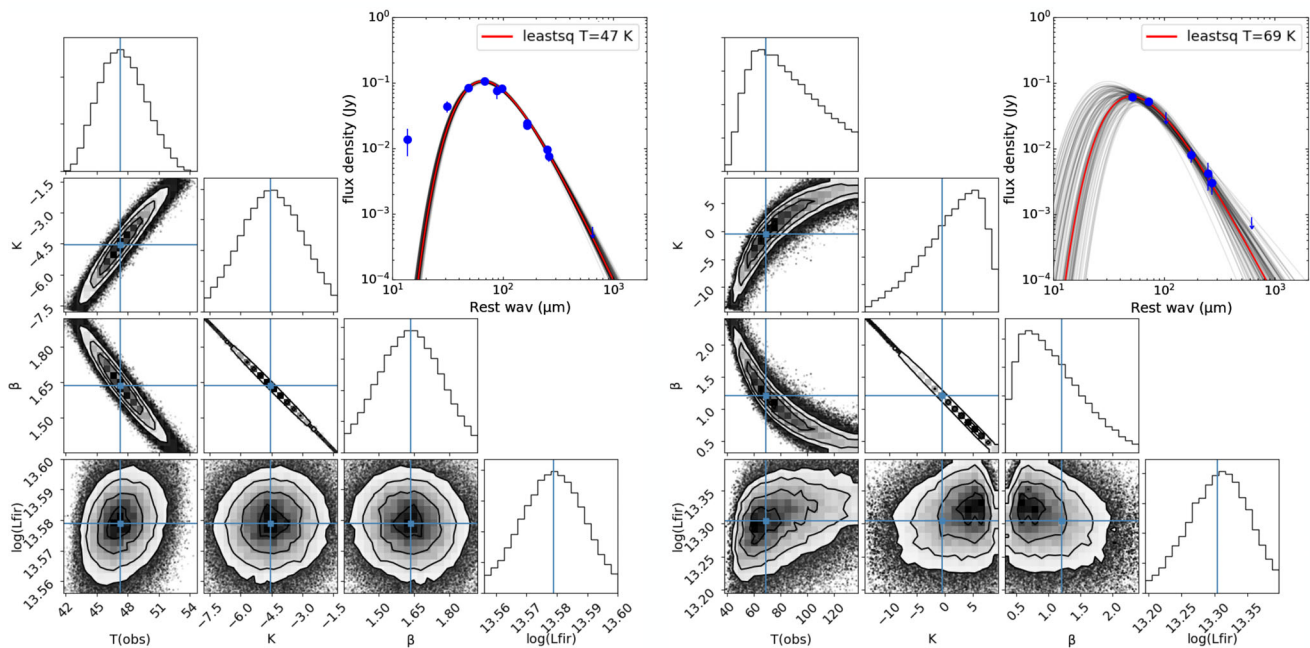 10⁰
10⁻¹
10⁻²
10⁻³
10⁻⁴
flux density (Jy)
leastsq T=47 K
10¹ 10² 10³
Rest wav (μm)
K
−1.5
−3.0
−4.5
−6.0
−7.5
β
1.80
1.65
1.50
log(Lfir)
13.60
13.59
13.58
13.57
13.56
42 45 48 51 54
T(obs)
−7.5 −6.0 −4.5 −3.0 −1.5
K
1.50 1.65 1.80
β
13.56 13.57 13.58 13.59 13.60
log(Lfir)
10⁰
10⁻¹
10⁻²
10⁻³
10⁻⁴
flux density (Jy)
leastsq T=69 K
10¹ 10² 10³
Rest wav (μm)
K
5
0
−5
−10
β
2.0
1.5
1.0
0.5
log(Lfir)
13.35
13.30
13.25
13.20
40 60 80 100 120
T(obs)
−10 −5 0 5
K
0.5 1.0 1.5 2.0
β
13.20 13.25 13.30 13.35
log(Lfir)